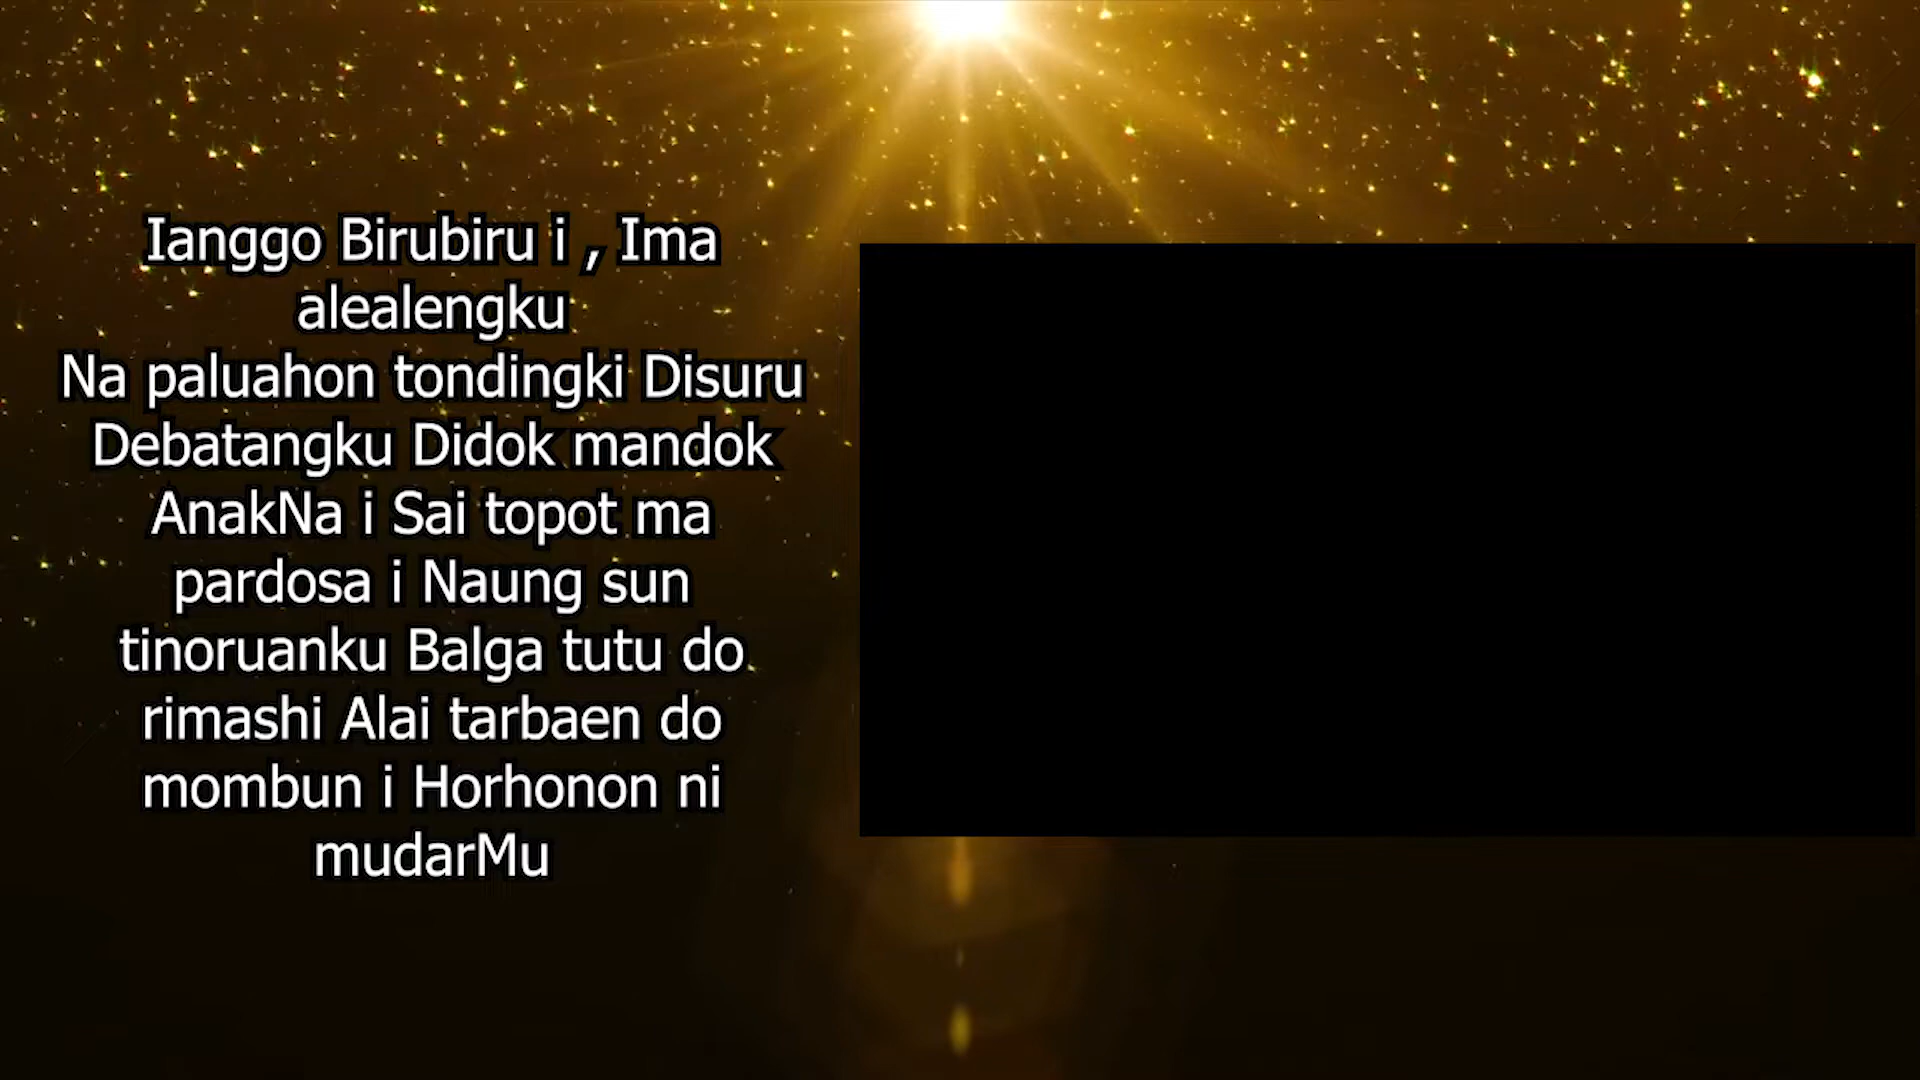 Ianggo Birubiru i , Ima
alealengku
Na paluahon tondingki Disuru
Debatangku Didok mandok
AnakNa i Sai topot ma
pardosa i Naung sun
tinoruanku Balga tutu do
rimashi Alai tarbaen do
mombun i Horhonon ni
mudarMu